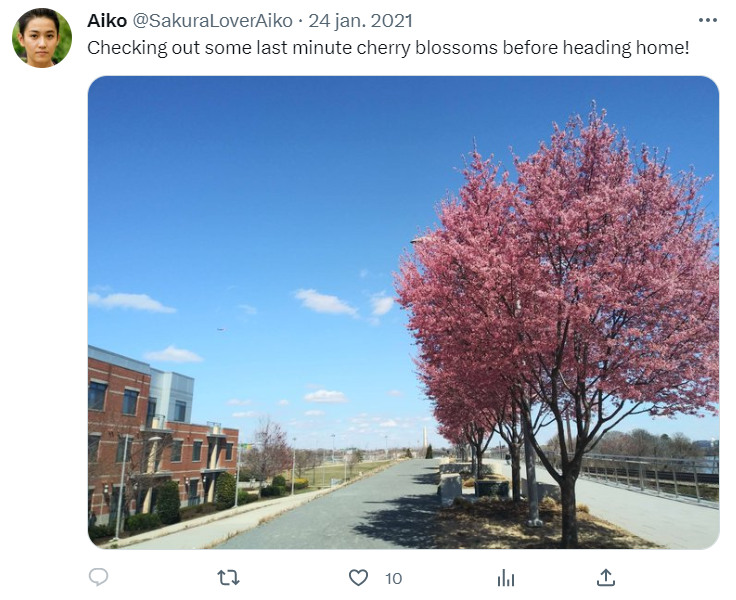 Aiko @SakuraLoverAiko · 24 jan. 2021
Checking out some last minute cherry blossoms before heading home!
10